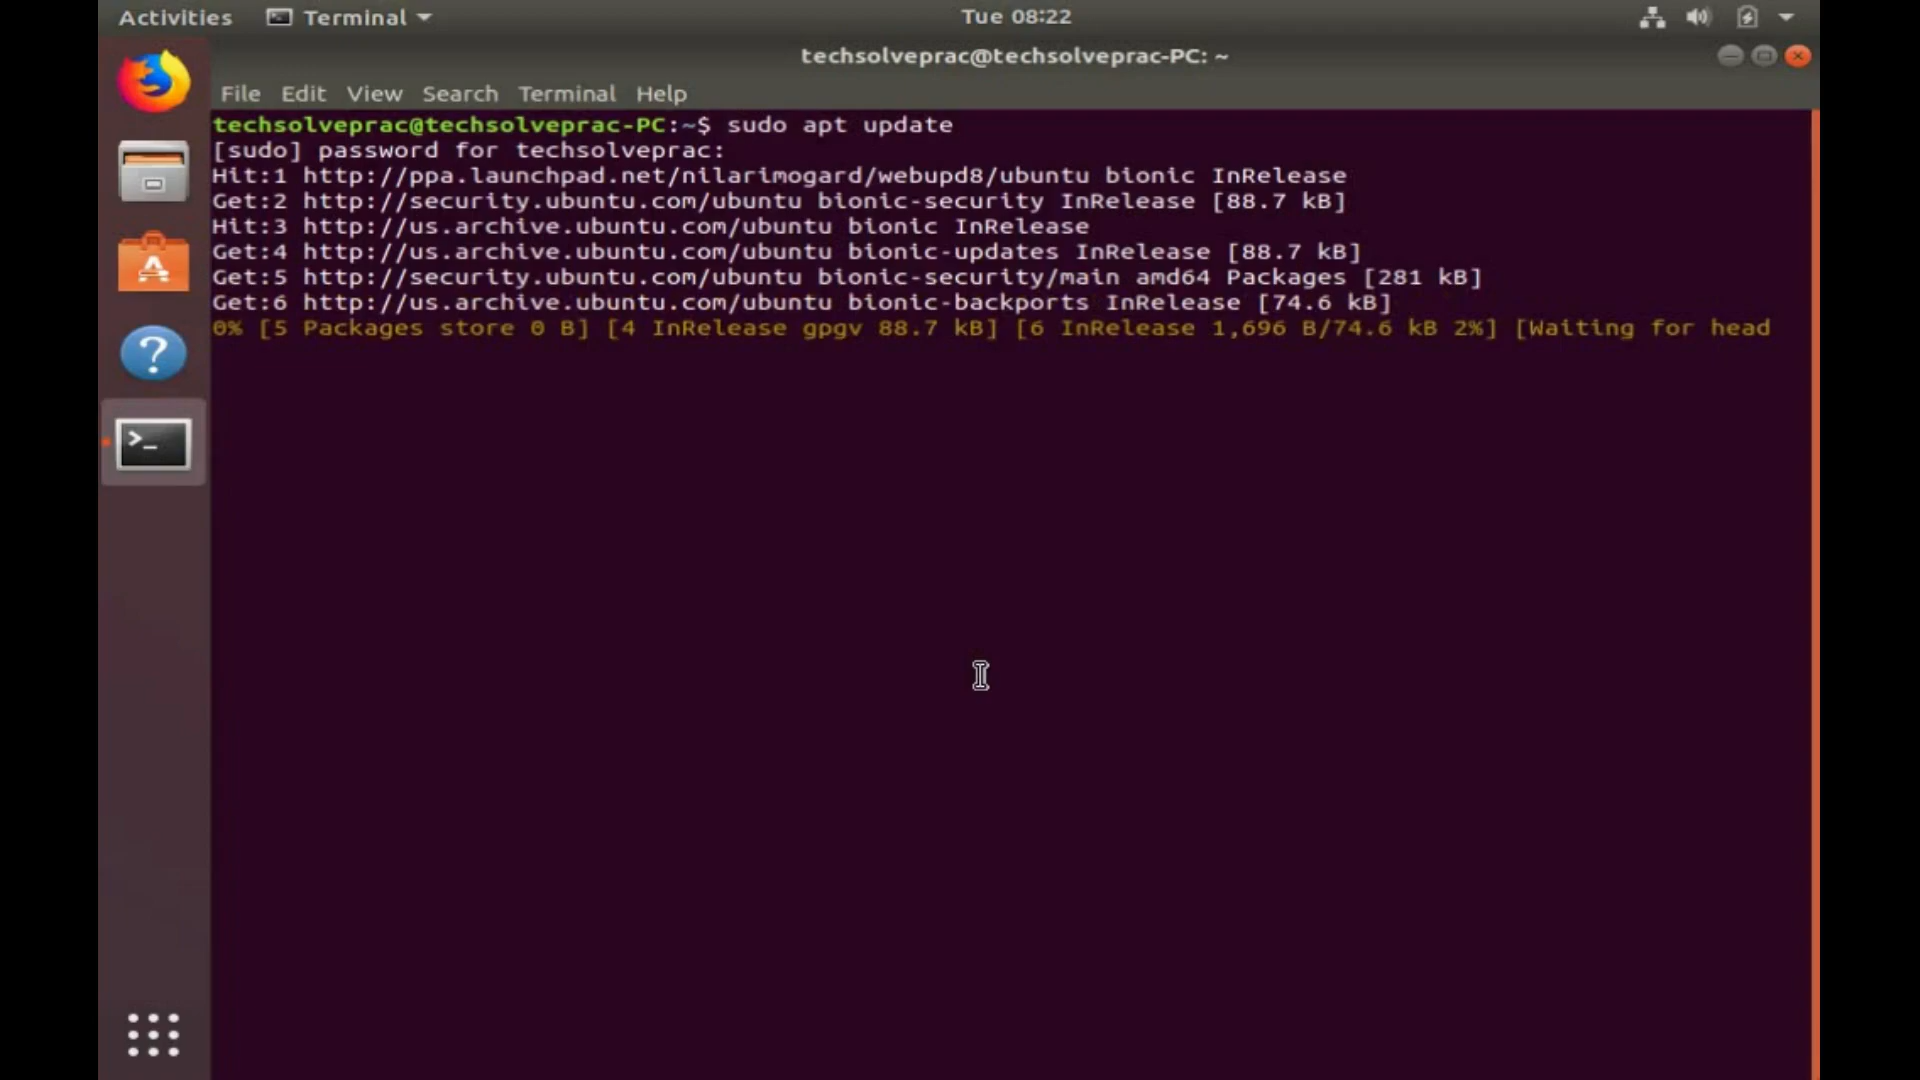 Activities Terminal Tue 08:22
techsolveprac@techsolveprac-PC: ~
File Edit View Search Terminal Help
techsolveprac@techsolveprac-PC:~$ sudo apt update
[sudo] password for techsolveprac:
Hit:1 http://ppa.launchpad.net/nilarimogard/webupd8/ubuntu bionic InRelease
Get:2 http://security.ubuntu.com/ubuntu bionic-security InRelease [88.7 kB]
Hit:3 http://us.archive.ubuntu.com/ubuntu bionic InRelease
Get:4 http://us.archive.ubuntu.com/ubuntu bionic-updates InRelease [88.7 kB]
Get:5 http://security.ubuntu.com/ubuntu bionic-security/main amd64 Packages [281 kB]
Get:6 http://us.archive.ubuntu.com/ubuntu bionic-backports InRelease [74.6 kB]
0% [5 Packages store 0 B] [4 InRelease gpgv 88.7 kB] [6 InRelease 1,696 B/74.6 kB 2%] [Waiting for head